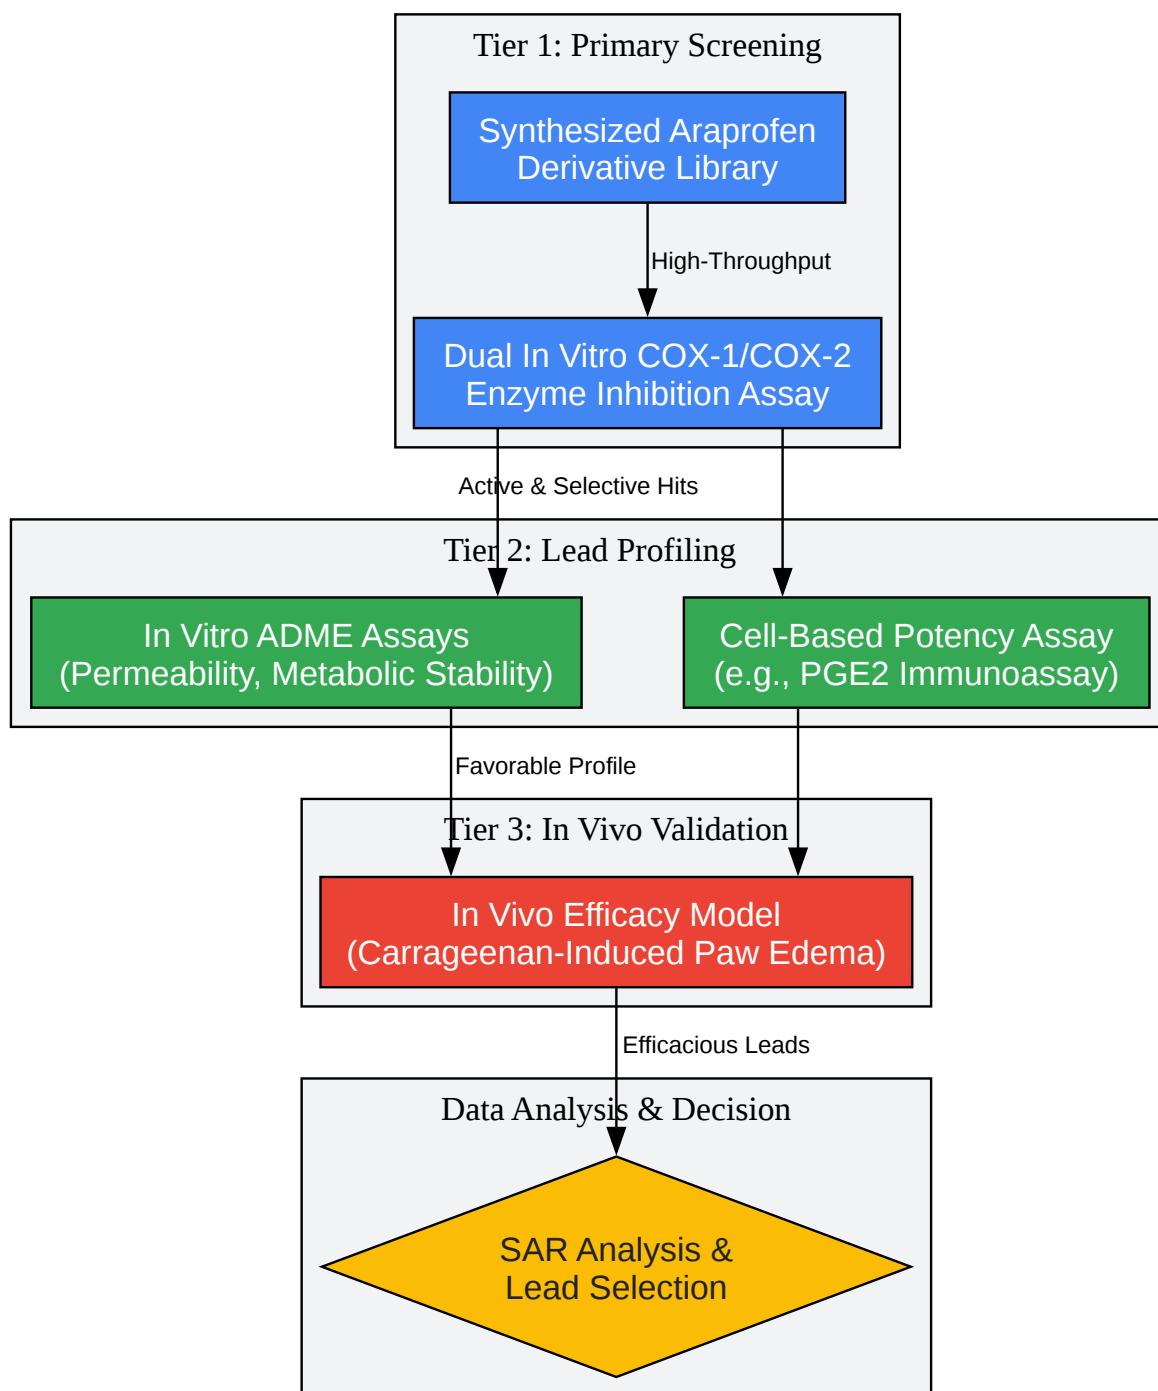 Tier 1: Primary Screening
Synthesized Araprofen
Derivative Library
High-Throughput
Dual In Vitro COX-1/COX-2
Enzyme Inhibition Assay
Active & Selective Hits
Tier 2: Lead Profiling
In Vitro ADME Assays
(Permeability, Metabolic Stability)
Cell-Based Potency Assay
(e.g., PGE2 Immunoassay)
Favorable Profile
Tier 3: In Vivo Validation
In Vivo Efficacy Model
(Carrageenan-Induced Paw Edema)
Efficacious Leads
Data Analysis & Decision
SAR Analysis &
Lead Selection